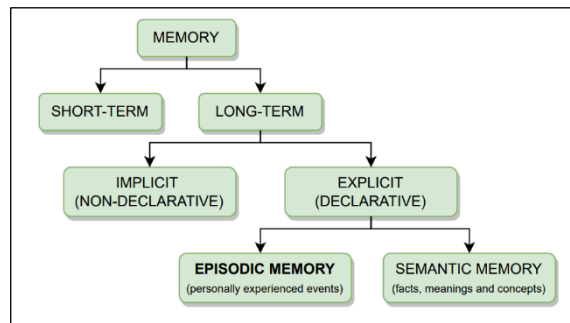 MEMORY
SHORT-TERM
LONG-TERM
IMPLICIT
(NON-DECLARATIVE)
EXPLICIT
(DECLARATIVE)
EPISODIC MEMORY
(personally experienced events)
SEMANTIC MEMORY
(facts, meanings and concepts)